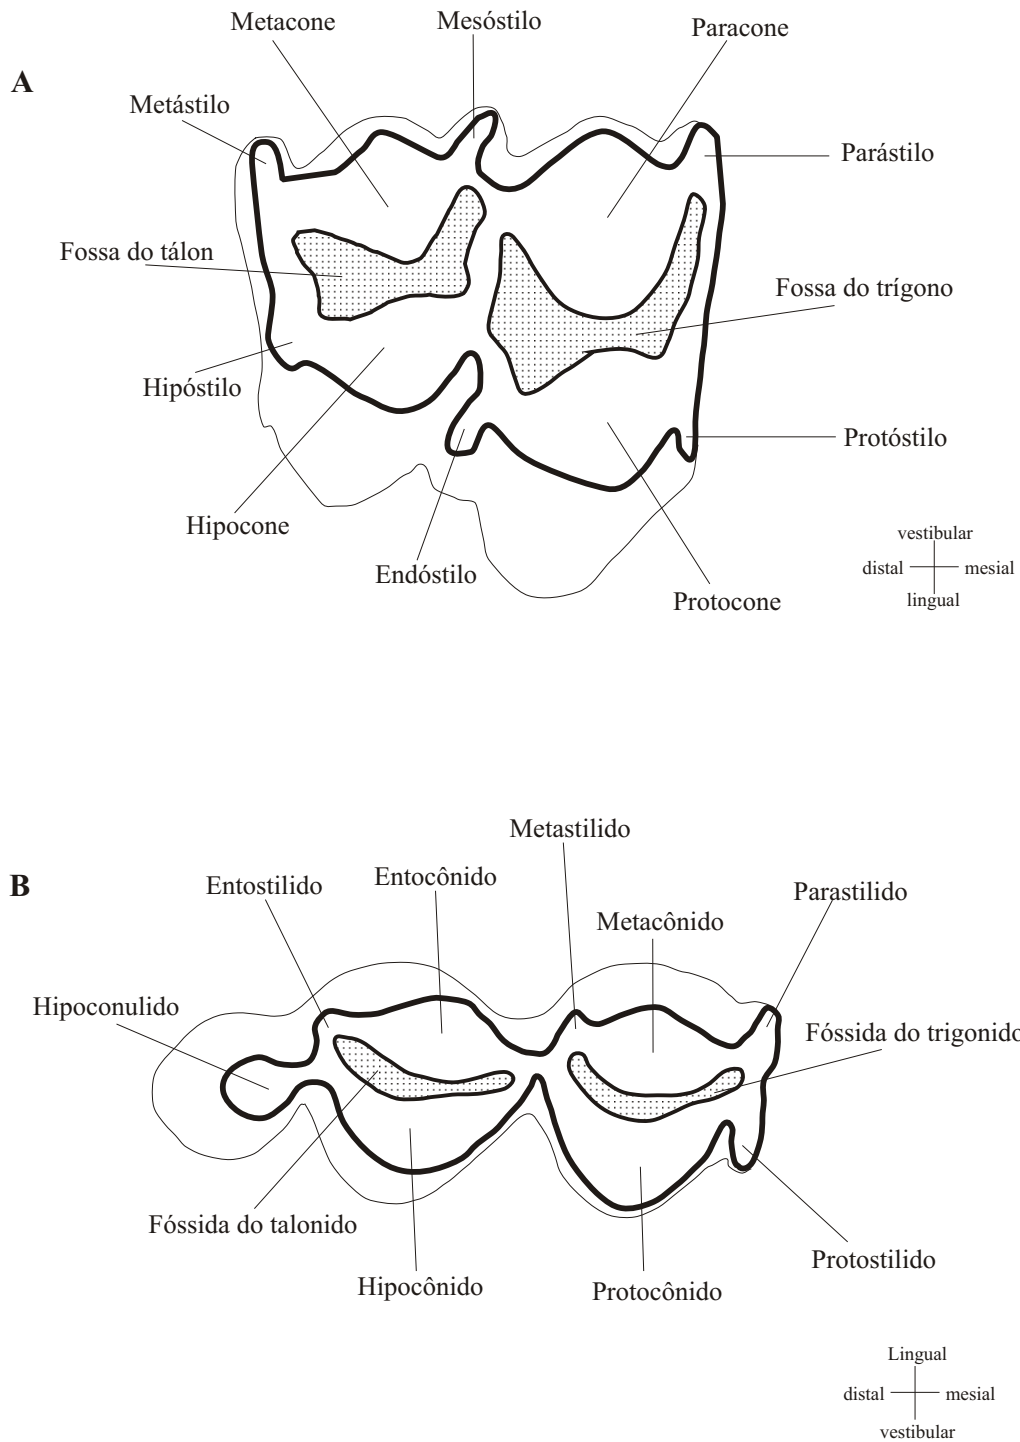 Metacone
Mesóstilo
Paracone
A
Metástilo
Parástilo
Fossa do tálon
Fossa do trígono
Hipóstilo
Protóstilo
Hipocone
Endóstilo
Protocone
vestibular
distal
mesial
lingual
Metastilido
B
Entostilido
Entocônido
Parastilido
Metacônido
Hipoconulido
Fóssida do trigonido
Fóssida do talonido
Protostilido
Hipocônido
Protocônido
Lingual
distal
mesial
vestibular